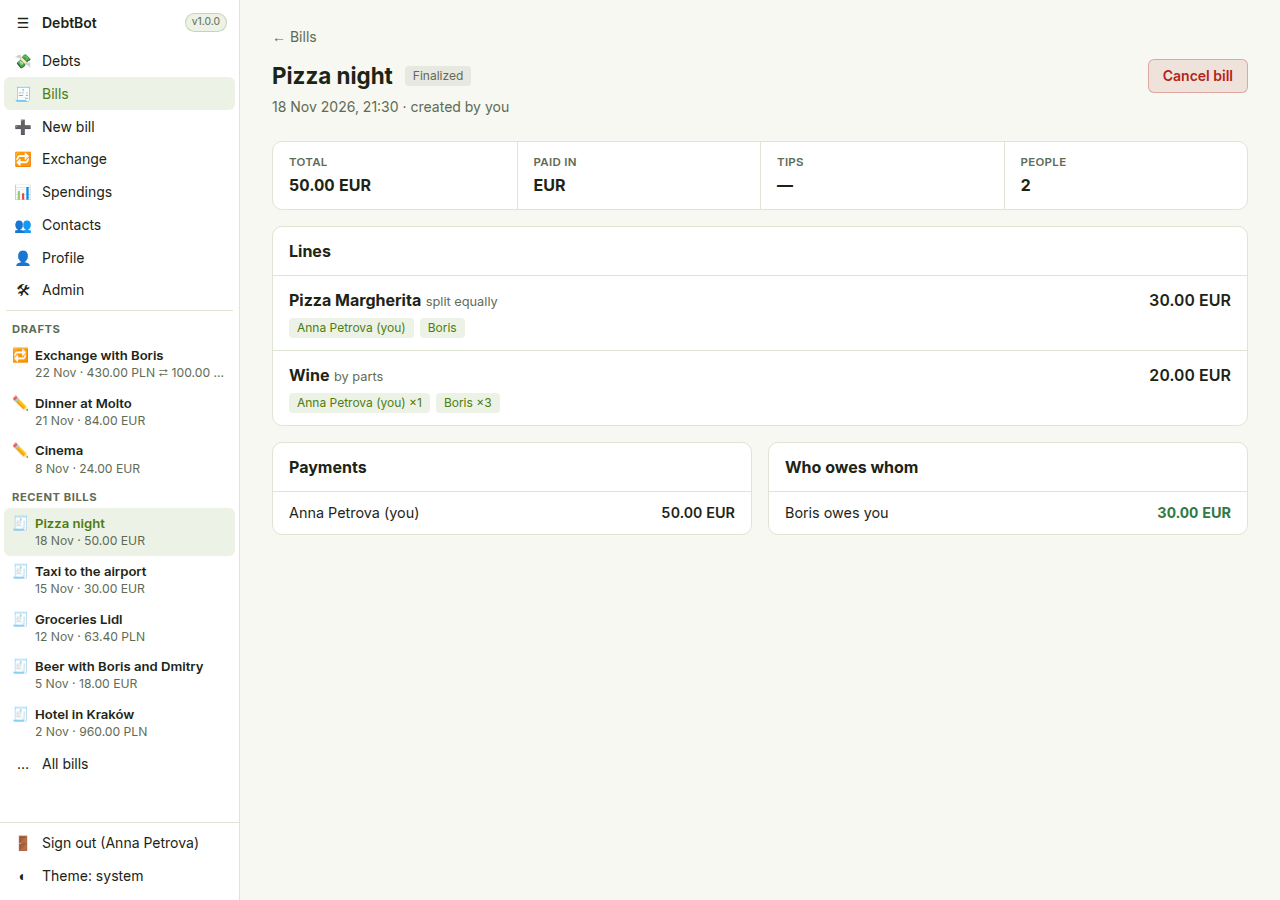 ☰ DebtBot v1.0.0
Debts
Bills
New bill
Exchange
Spendings
Contacts
Profile
Admin
DRAFTS
Exchange with Boris
22 Nov · 430.00 PLN ⇄ 100.00 ...
Dinner at Molto
21 Nov · 84.00 EUR
Cinema
8 Nov · 24.00 EUR
RECENT BILLS
Pizza night
18 Nov · 50.00 EUR
Taxi to the airport
15 Nov · 30.00 EUR
Groceries Lidl
12 Nov · 63.40 PLN
Beer with Boris and Dmitry
5 Nov · 18.00 EUR
Hotel in Kraków
2 Nov · 960.00 PLN
... All bills
Sign out (Anna Petrova)
Theme: system
← Bills
Pizza night Finalized
Cancel bill
18 Nov 2026, 21:30 · created by you
TOTAL
50.00 EUR
PAID IN
EUR
TIPS
—
PEOPLE
2
Lines
Pizza Margherita split equally 30.00 EUR
Anna Petrova (you) Boris
Wine by parts 20.00 EUR
Anna Petrova (you) ×1 Boris ×3
Payments
Anna Petrova (you) 50.00 EUR
Who owes whom
Boris owes you 30.00 EUR